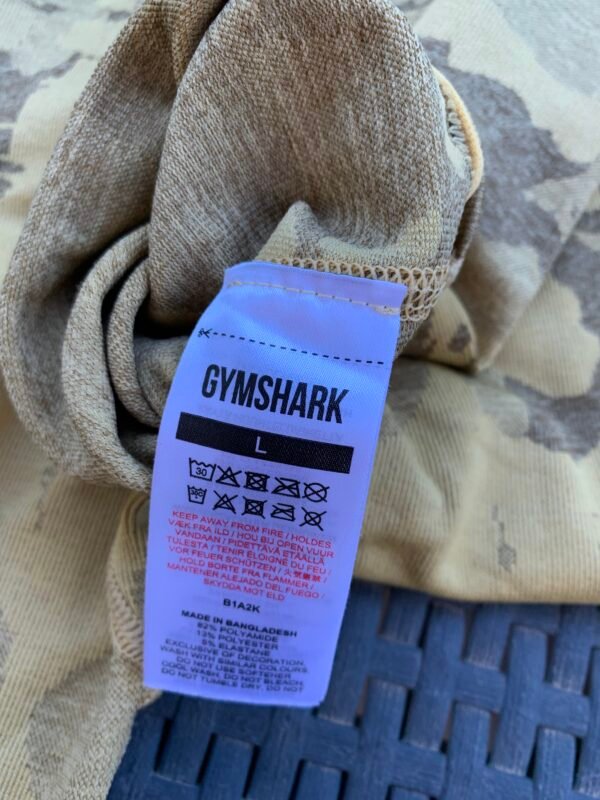 GYMSHARK
L
30
KEEP AWAY FROM FIRE / HOLDES
VÆK FRA ILD / HOU BIJ OPEN VUUR
VANDAAN / PIDETTÄVÄ ETÄÄLLÄ
TULESTA / TENIR ÉLOIGNÉ DU FEU /
VOR FEUER SCHÜTZEN / 火気厳禁 /
HOLD BORTE FRA FLAMMER /
MANTENER ALEJADO DEL FUEGO /
SKYDDA MOT ELD
B1A2K
MADE IN BANGLADESH
82% POLYAMIDE
13% POLYESTER
5% ELASTANE
EXCLUSIVE OF DECORATION.
WASH WITH SIMILAR COLOURS.
DO NOT USE SOFTENER
COOL WASH. DO NOT BLEACH.
DO NOT TUMBLE DRY. DO NOT